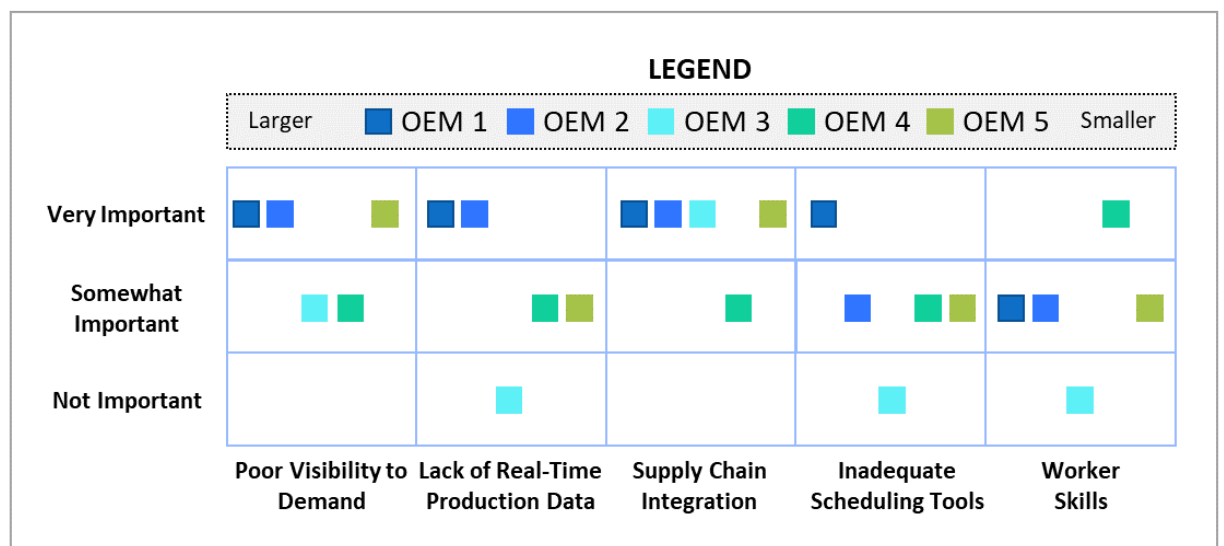 LEGEND
Larger OEM 1 OEM 2 OEM 3 OEM 4 OEM 5 Smaller
Very Important
Somewhat
Important
Not Important
Poor Visibility to
Demand
Lack of Real-Time
Production Data
Supply Chain
Integration
Inadequate
Scheduling Tools
Worker
Skills